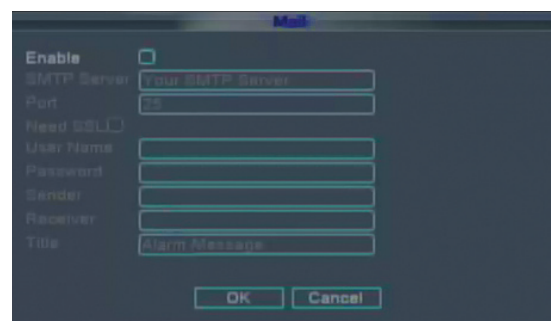 Mail
Enable
SMTP Server Your SMTP Server
Port 25
Need SSL
User Name
Password
Sender
Receiver
Title Alarm Message
OK Cancel